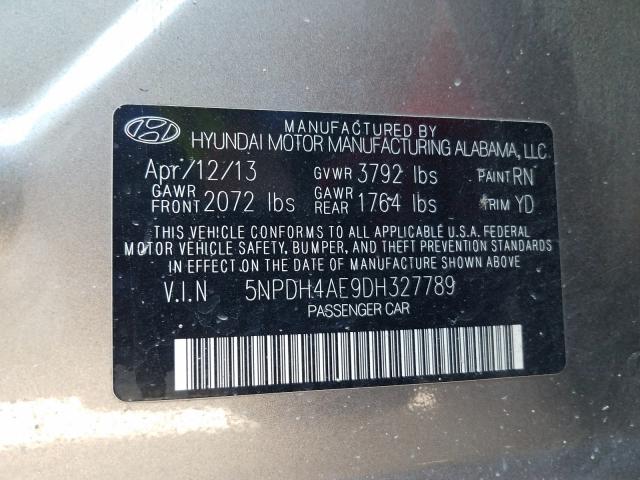 MANUFACTURED BY
HYUNDAI MOTOR MANUFACTURING ALABAMA, LLC
Apr/12/13 GVWR 3792 lbs PAINT RN
GAWR FRONT 2072 lbs GAWR REAR 1764 lbs TRIM YD
THIS VEHICLE CONFORMS TO ALL APPLICABLE U.S.A. FEDERAL
MOTOR VEHICLE SAFETY, BUMPER, AND THEFT PREVENTION STANDARDS
IN EFFECT ON THE DATE OF MANUFACTURE SHOWN ABOVE.
V.I.N 5NPDH4AE9DH327789
PASSENGER CAR